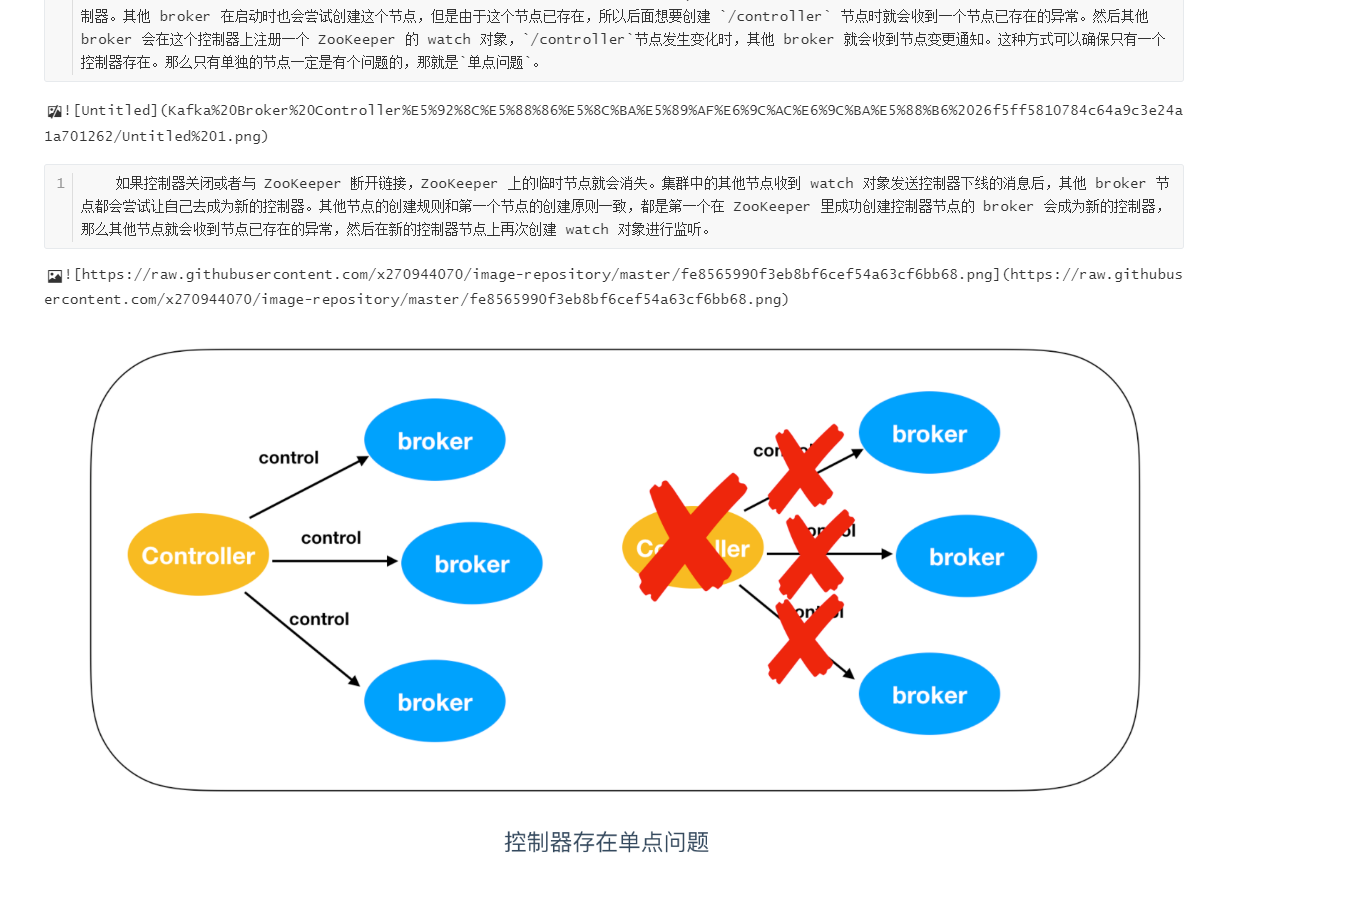 制器。其他 broker 在启动时也会尝试创建这个节点，但是由于这个节点已存在，所以后面想要创建 `/controller` 节点时就会收到一个节点已存在的异常。然后其他
broker 会在这个控制器上注册一个 ZooKeeper 的 watch 对象，`/controller`节点发生变化时，其他 broker 就会收到节点变更通知。这种方式可以确保只有一个
控制器存在。那么只有单独的节点一定是有个问题的，那就是`单点问题`。
![Untitled](Kafka%20Broker%20Controller%E5%92%8C%E5%88%86%E5%8C%BA%E5%89%AF%E6%9C%AC%E6%9C%BA%E5%88%B6%2026f5ff5810784c64a9c3e24a
1a701262/Untitled%201.png)
1 如果控制器关闭或者与 ZooKeeper 断开链接，ZooKeeper 上的临时节点就会消失。集群中的其他节点收到 watch 对象发送控制器下线的消息后，其他 broker 节
点都会尝试让自己去成为新的控制器。其他节点的创建规则和第一个节点的创建原则一致，都是第一个在 ZooKeeper 里成功创建控制器节点的 broker 会成为新的控制器，
那么其他节点就会收到节点已存在的异常，然后在新的控制器节点上再次创建 watch 对象进行监听。
![https://raw.githubusercontent.com/x270944070/image-repository/master/fe8565990f3eb8bf6cef54a63cf6bb68.png](https://raw.githubus
ercontent.com/x270944070/image-repository/master/fe8565990f3eb8bf6cef54a63cf6bb68.png)
broker
control
control
broker
Controller
control
broker
broker
broker
broker
控制器存在单点问题